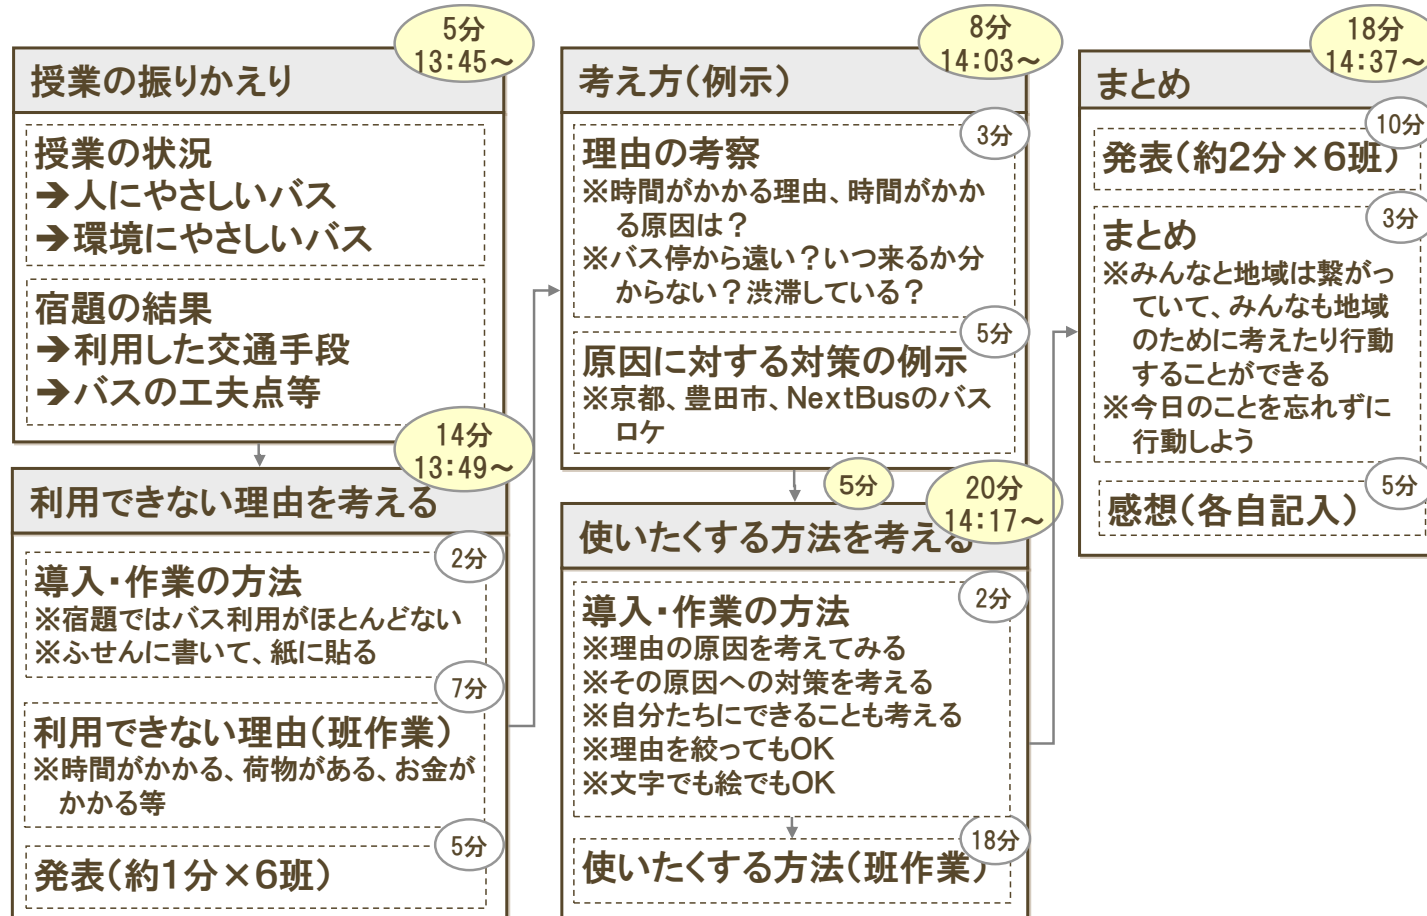 5分
13:45～
授業の振りかえり
授業の状況
➔人にやさしいバス
➔環境にやさしいバス
宿題の結果
➔利用した交通手段
➔バスの工夫点等
14分
13:49～
利用できない理由を考える
2分
導入・作業の方法
※宿題ではバス利用がほとんどない
※ふせんに書いて、紙に貼る
7分
利用できない理由(班作業)
※時間がかかる、荷物がある、お金が
かかる等
5分
発表(約1分×6班)
8分
14:03～
考え方(例示)
3分
理由の考察
※時間がかかる理由、時間がかか
る原因は？
※バス停から遠い？いつ来るか分
からない？渋滞している？
5分
原因に対する対策の例示
※京都、豊田市、NextBusのバス
ロケ
5分
20分
14:17～
使いたくする方法を考える
2分
導入・作業の方法
※理由の原因を考えてみる
※その原因への対策を考える
※自分たちにできることも考える
※理由を絞ってもOK
※文字でも絵でもOK
18分
使いたくする方法(班作業)
18分
14:37～
まとめ
10分
発表(約2分×6班)
3分
まとめ
※みんなと地域は繋がっ
ていて、みんなも地域
のために考えたり行動
することができる
※今日のことを忘れずに
行動しよう
5分
感想(各自記入)